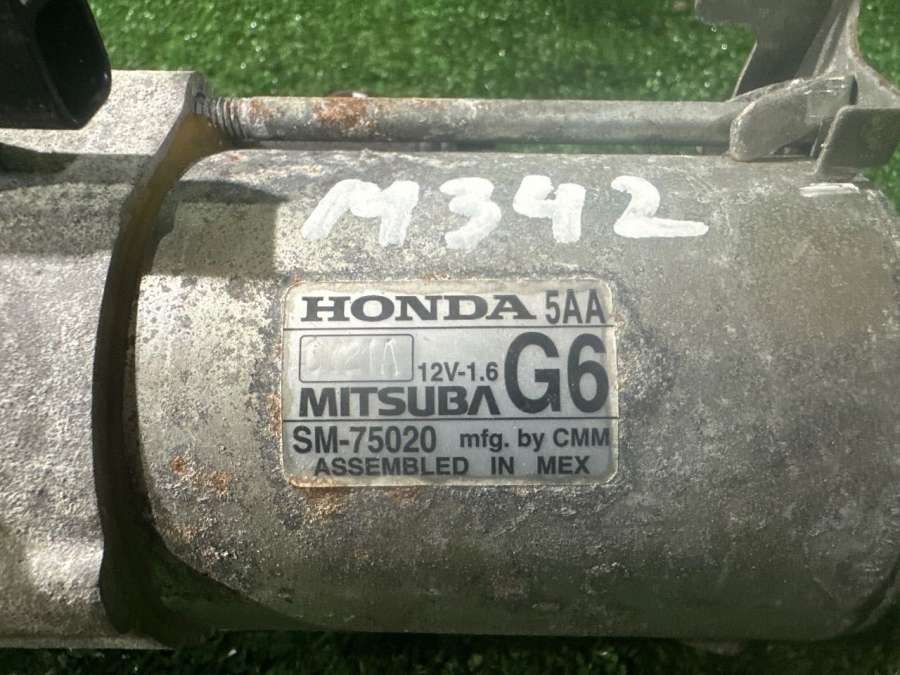 M342
HONDA 5AA
12V-1.6 G6
MITSUBA
SM-75020 mfg. by CMM
ASSEMBLED IN MEX